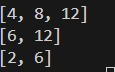 [4, 8, 12]
[6, 12]
[2, 6]